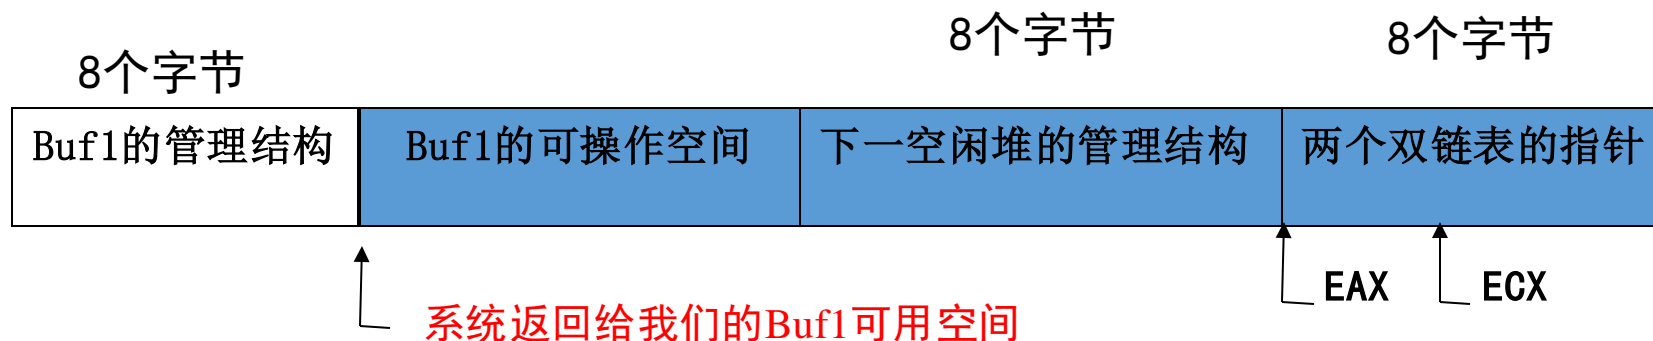 8个字节
8个字节
8个字节
Buf1的管理结构
Buf1的可操作空间
下一空闲堆的管理结构
两个双链表的指针
EAX
ECX
系统返回给我们的Buf1可用空间